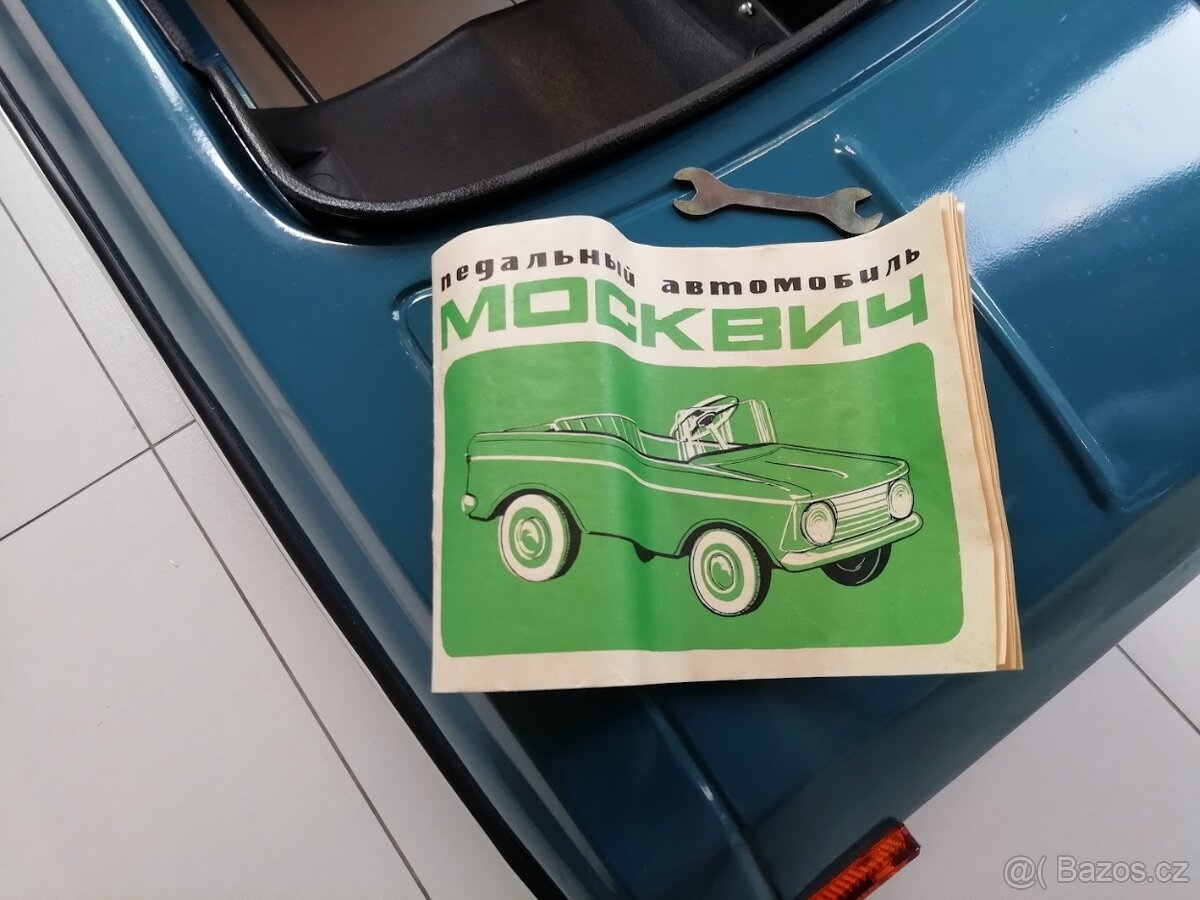 педальный автомобиль
МОСКВИЧ
@( Bazos.cz